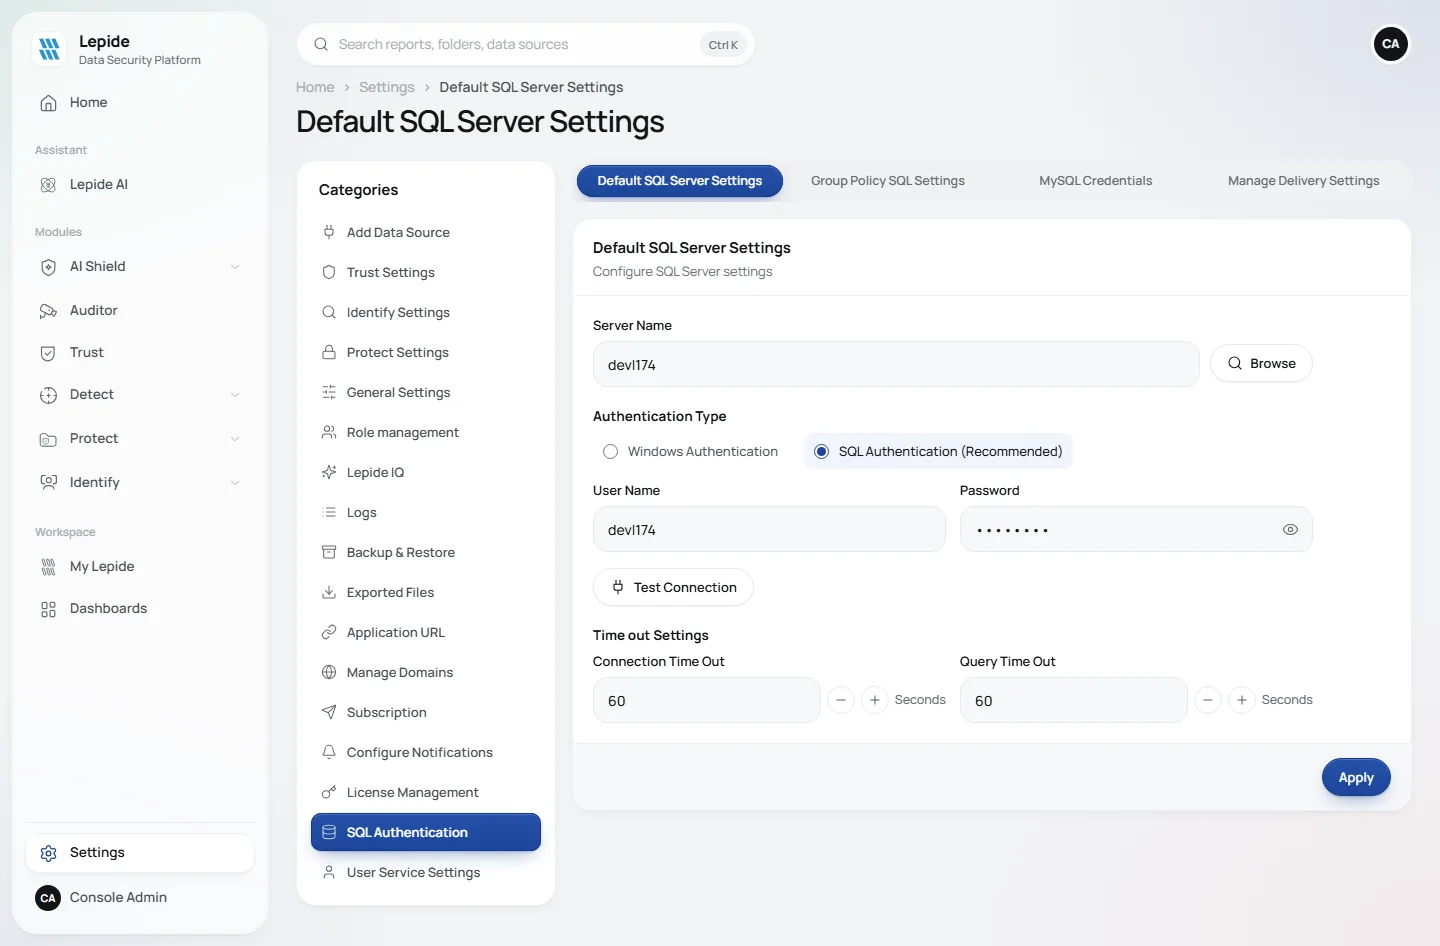 Lepide
Data Security Platform
Home
Assistant
Lepide AI
Modules
AI Shield
Auditor
Trust
Detect
Protect
Identify
Workspace
My Lepide
Dashboards
Settings
CA
Console Admin
Search reports, folders, data sources
Ctrl K
CA
Home > Settings > Default SQL Server Settings
Default SQL Server Settings
Categories
Add Data Source
Trust Settings
Identify Settings
Protect Settings
General Settings
Role management
Lepide IQ
Logs
Backup & Restore
Exported Files
Application URL
Manage Domains
Subscription
Configure Notifications
License Management
SQL Authentication
User Service Settings
Default SQL Server Settings
Group Policy SQL Settings
MySQL Credentials
Manage Delivery Settings
Default SQL Server Settings
Configure SQL Server settings
Server Name
devl174
Browse
Authentication Type
Windows Authentication
SQL Authentication (Recommended)
User Name
Password
devl174
••••••••
Test Connection
Time out Settings
Connection Time Out
Query Time Out
60
Seconds
60
Seconds
Apply